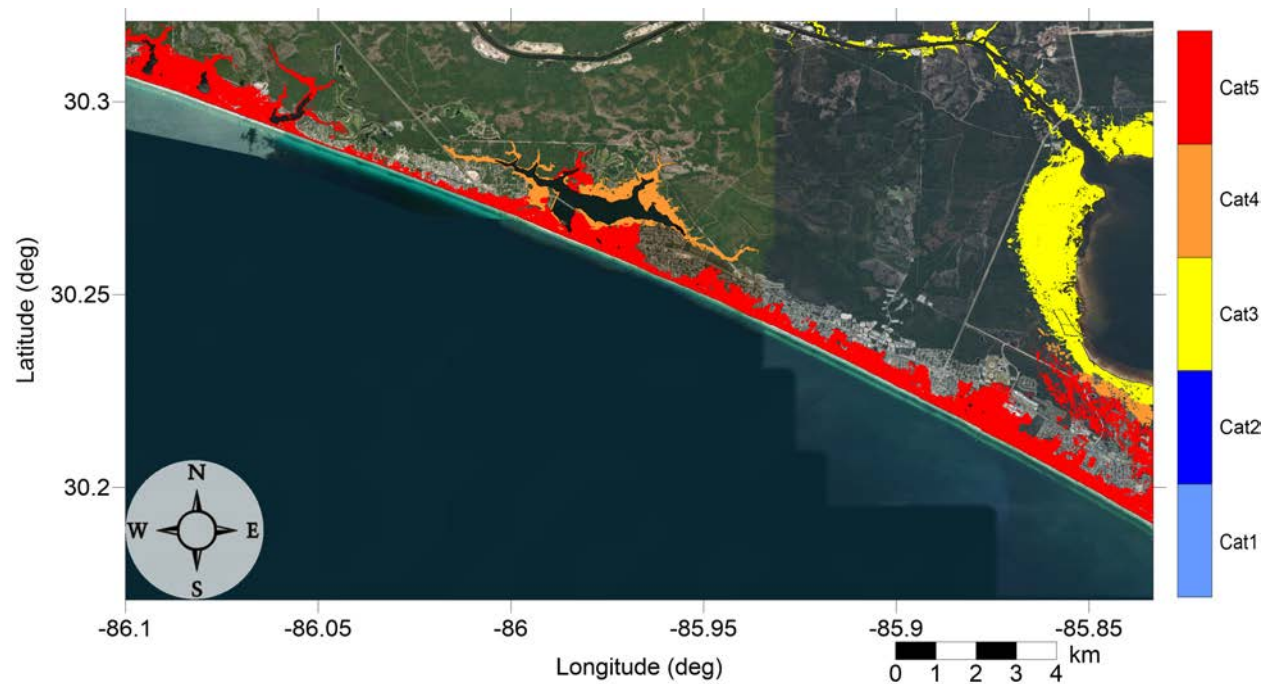 30.3
30.25
30.2
Latitude (deg)
N
W E
S
-86.1 -86.05 -86 -85.95 -85.9 -85.85
Longitude (deg)
km
0 1 2 3 4
Cat5
Cat4
Cat3
Cat2
Cat1